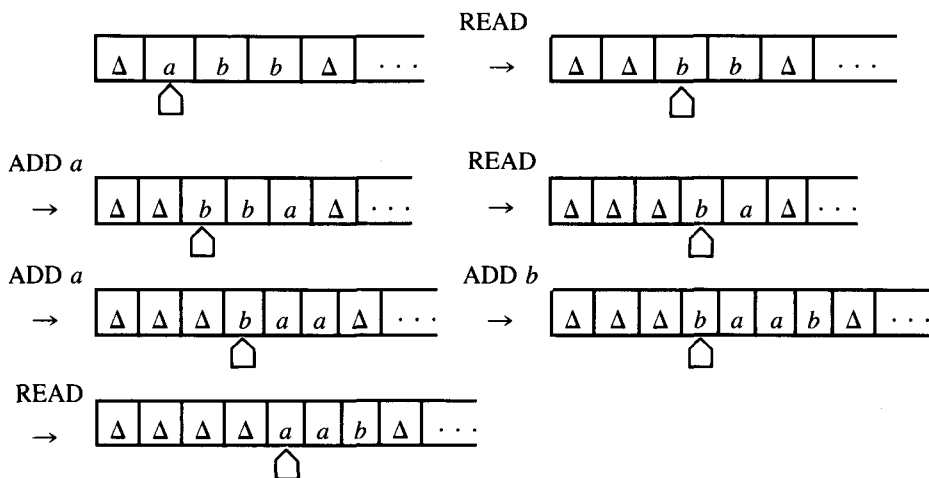 READ
Δ a b b Δ · · · → Δ Δ b b Δ · · ·
ADD a READ
→ Δ Δ b b a Δ · · · → Δ Δ Δ b a Δ · · ·
ADD a ADD b
→ Δ Δ Δ b a a Δ · · · → Δ Δ Δ b a a b Δ · · ·
READ
→ Δ Δ Δ Δ a a b Δ · · ·